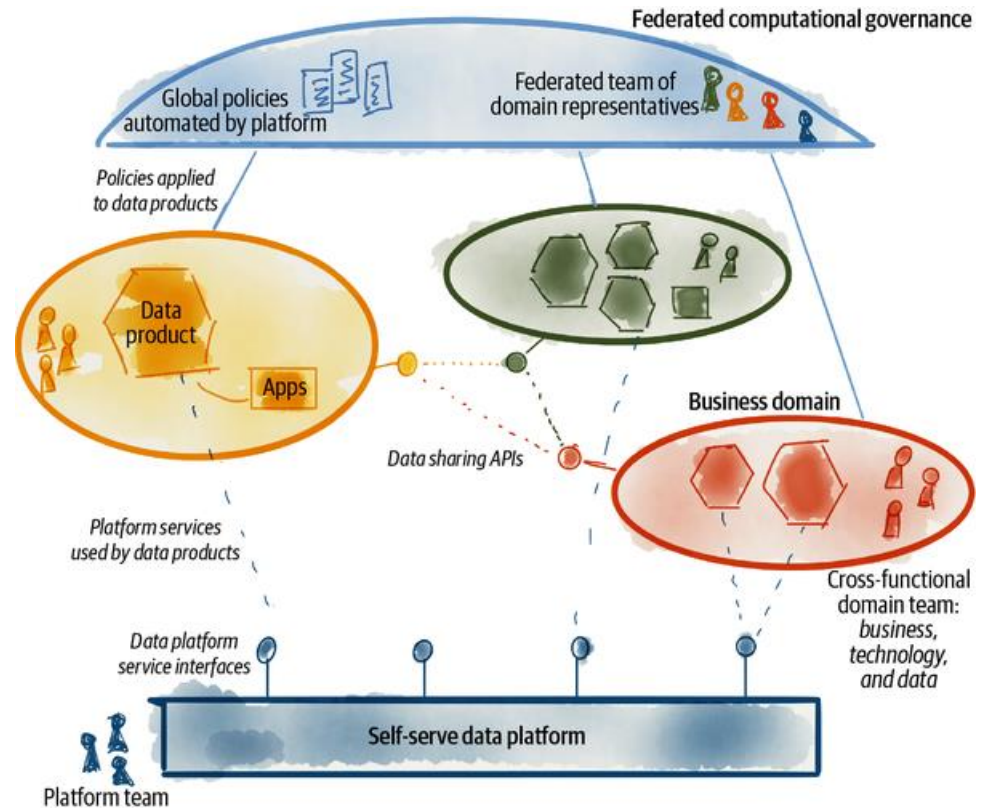 Federated computational governance
Global policies
automated by platform
Federated team of
domain representatives
Policies applied
to data products
Data
product
Apps
Business domain
Data sharing APIs
Platform services
used by data products
Cross-functional
domain team:
business,
technology,
and data
Data platform
service interfaces
Self-serve data platform
Platform team